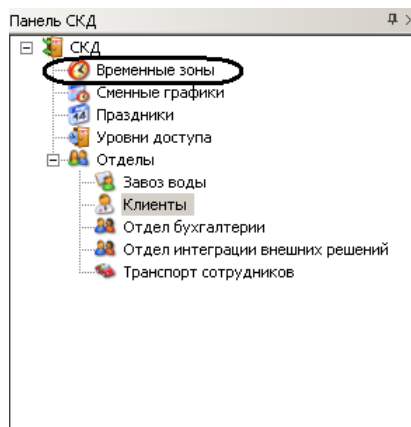 Панель СКД
СКД
Временные зоны
Сменные графики
Праздники
Уровни доступа
Отделы
Завоз воды
Клиенты
Отдел бухгалтерии
Отдел интеграции внешних решений
Транспорт сотрудников